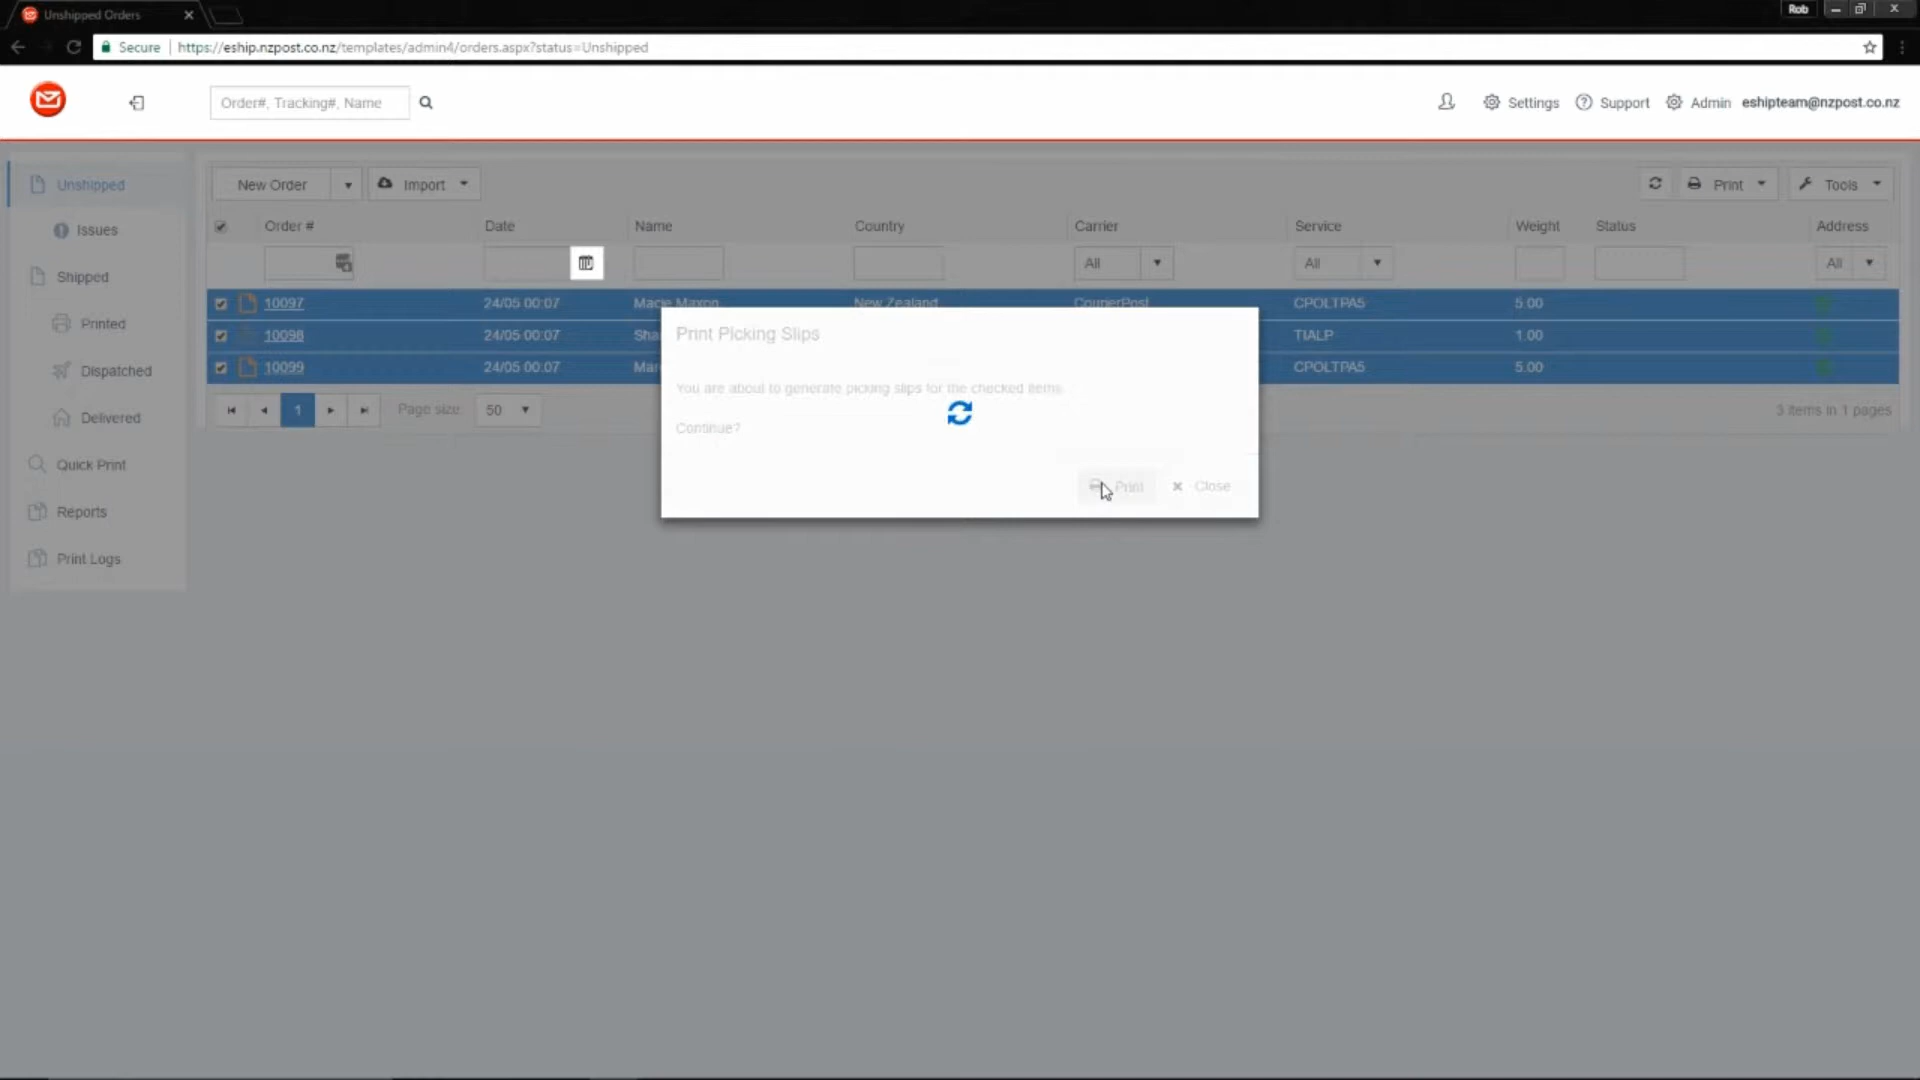 Unshipped Orders
Rob
Secure https://eship.nzpost.co.nz/templates/admin4/orders.aspx?status=Unshipped
Order#, Tracking#, Name
Settings Support Admin eshipteam@nzpost.co.nz
Unshipped
Issues
Shipped
Printed
Dispatched
Delivered
Quick Print
Reports
Print Logs
New Order Import Print Tools
Order # Date Name Country Carrier Service Weight Status Address
All All All
10097 24/05 00:07 Macie Maxon New Zealand CourierPost CPOLTPA5 5.00
10098 24/05 00:07 Sha TIALP 1.00
10099 24/05 00:07 Mar CPOLTPA5 5.00
1 Page size: 50 3 items in 1 pages
Print Picking Slips
You are about to generate picking slips for the checked items.
Continue?
Print Close